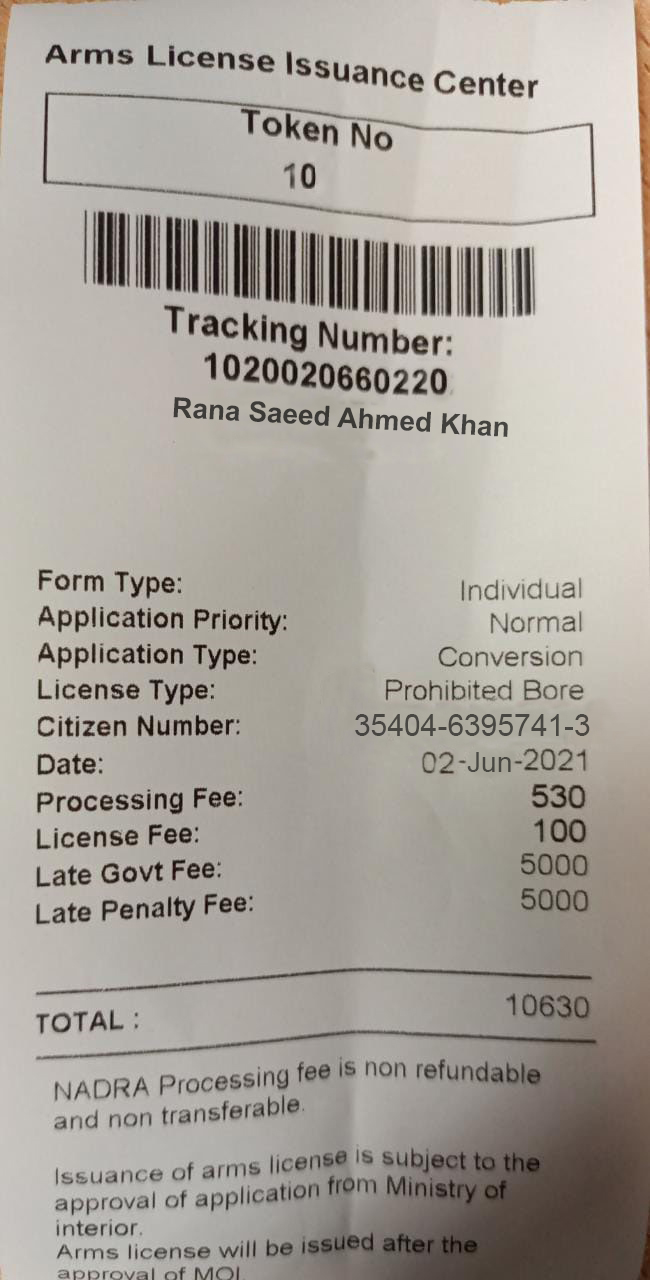 Arms License Issuance Center
Token No
10
Tracking Number:
1020020660220
Rana Saeed Ahmed Khan
Form Type: Individual
Application Priority: Normal
Application Type: Conversion
License Type: Prohibited Bore
Citizen Number: 35404-6395741-3
Date: 02-Jun-2021
Processing Fee: 530
License Fee: 100
Late Govt Fee: 5000
Late Penalty Fee: 5000
TOTAL : 10630
NADRA Processing fee is non refundable
and non transferable.
Issuance of arms license is subject to the
approval of application from Ministry of
interior.
Arms license will be issued after the
approval of MOI.